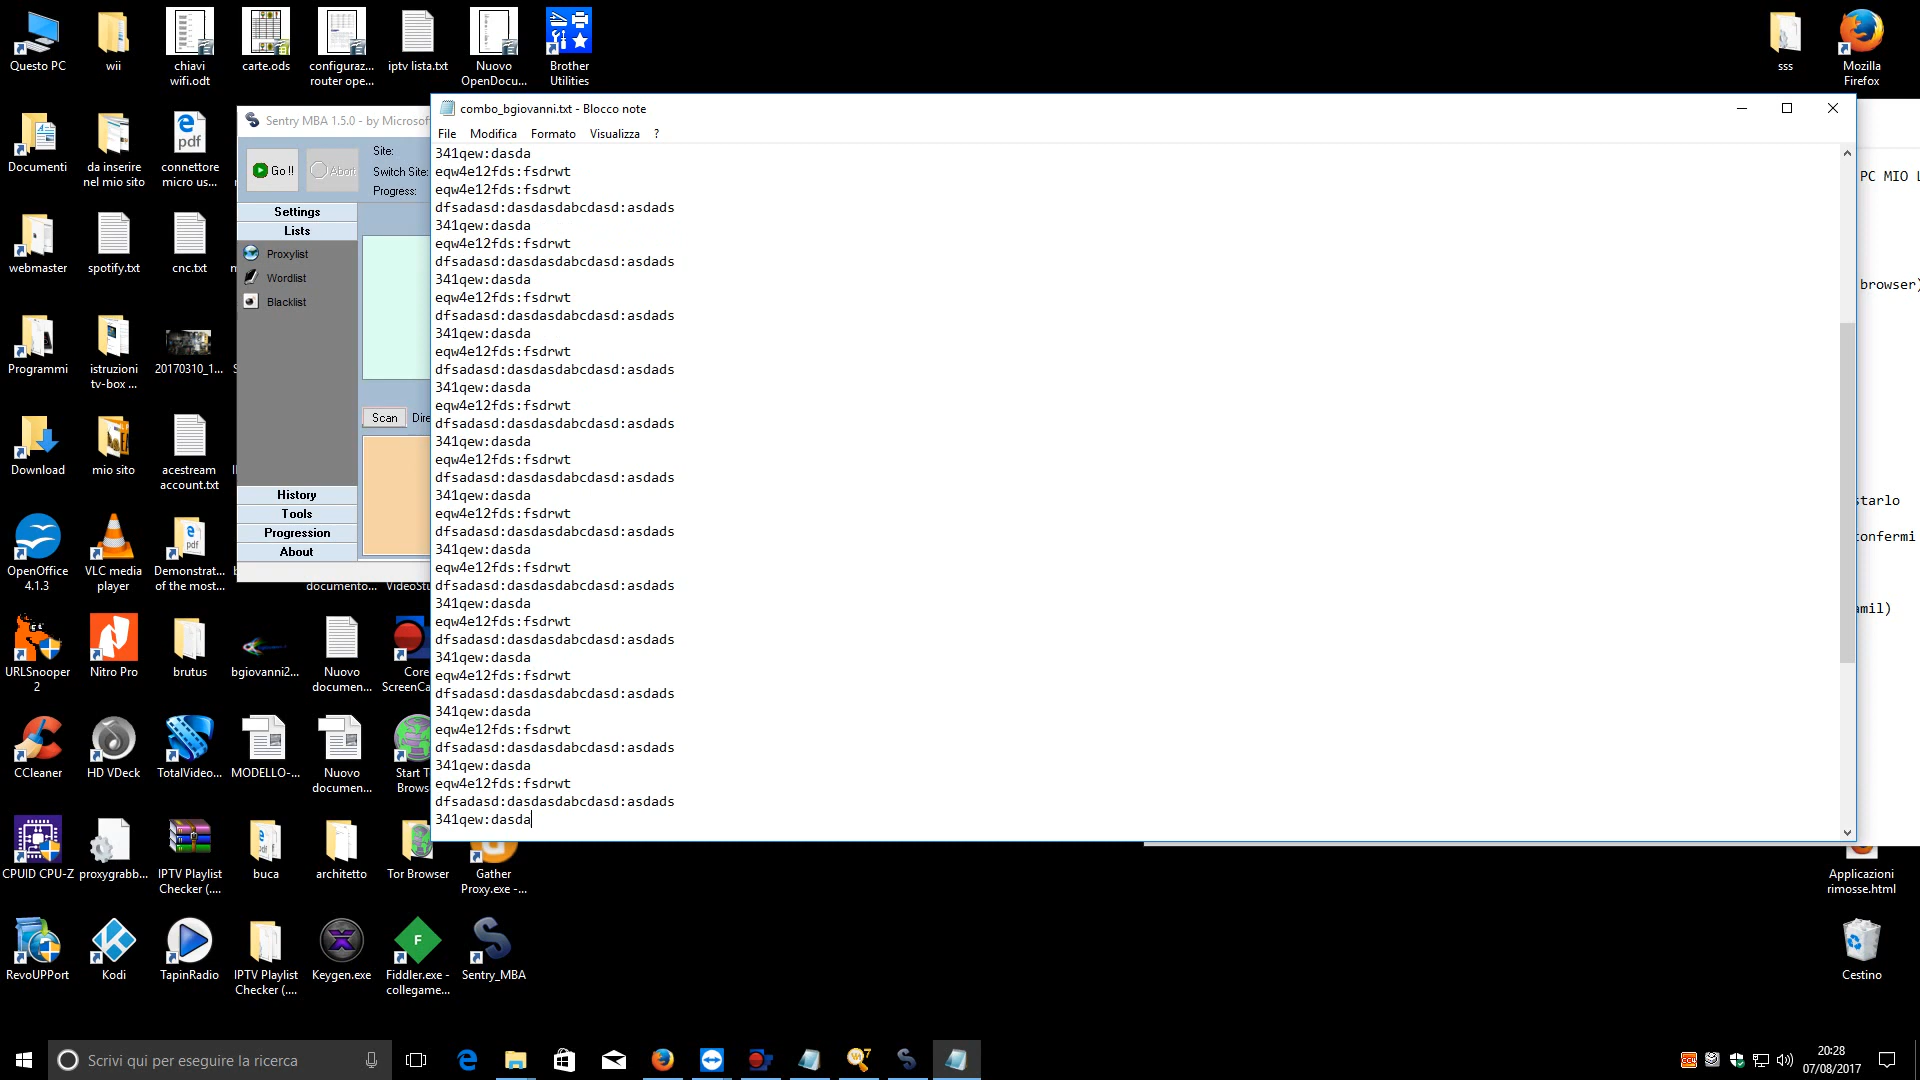 Questo PC
wii
chiavi
wifi.odt
carte.ods
configuraz...
router ope...
iptv lista.txt
Nuovo
OpenDocu...
Brother
Utilities
sss
Mozilla
Firefox
Documenti
da inserire
nel mio sito
connettore
micro us...
webmaster
spotify.txt
cnc.txt
Programmi
istruzioni
tv-box ...
20170310_1...
Download
mio sito
acestream
account.txt
OpenOffice
4.1.3
VLC media
player
Demonstrat...
of the most...
documento...
VideoStu
URLSnooper
2
Nitro Pro
brutus
bgiovanni2...
Nuovo
documen...
Core
ScreenCa
CCleaner
HD VDeck
TotalVideo...
MODELLO-...
Nuovo
documen...
Start T
Brows
CPUID CPU-Z
proxygrabb...
IPTV Playlist
Checker (....
buca
architetto
Tor Browser
Gather
Proxy.exe -...
Applicazioni
rimosse.html
RevoUPPort
Kodi
TapinRadio
IPTV Playlist
Checker (....
Keygen.exe
Fiddler.exe -
collegame...
Sentry_MBA
Cestino
Sentry MBA 1.5.0 - by Microsof
Go !!
Abort
Site:
Switch Site:
Progress:
Settings
Lists
Proxylist
Wordlist
Blacklist
Scan
Dire
History
Tools
Progression
About
combo_bgiovanni.txt - Blocco note
File Modifica Formato Visualizza ?
341qew:dasda
eqw4e12fds:fsdrwt
eqw4e12fds:fsdrwt
dfsadasd:dasdasdabcdasd:asdads
341qew:dasda
eqw4e12fds:fsdrwt
dfsadasd:dasdasdabcdasd:asdads
341qew:dasda
eqw4e12fds:fsdrwt
dfsadasd:dasdasdabcdasd:asdads
341qew:dasda
eqw4e12fds:fsdrwt
dfsadasd:dasdasdabcdasd:asdads
341qew:dasda
eqw4e12fds:fsdrwt
dfsadasd:dasdasdabcdasd:asdads
341qew:dasda
eqw4e12fds:fsdrwt
dfsadasd:dasdasdabcdasd:asdads
341qew:dasda
eqw4e12fds:fsdrwt
dfsadasd:dasdasdabcdasd:asdads
341qew:dasda
eqw4e12fds:fsdrwt
dfsadasd:dasdasdabcdasd:asdads
341qew:dasda
eqw4e12fds:fsdrwt
dfsadasd:dasdasdabcdasd:asdads
341qew:dasda
eqw4e12fds:fsdrwt
dfsadasd:dasdasdabcdasd:asdads
341qew:dasda
eqw4e12fds:fsdrwt
dfsadasd:dasdasdabcdasd:asdads
341qew:dasda
eqw4e12fds:fsdrwt
dfsadasd:dasdasdabcdasd:asdads
341qew:dasda
PC MIO L
browser)
starlo
confermi
amil)
Scrivi qui per eseguire la ricerca
20:28
07/08/2017